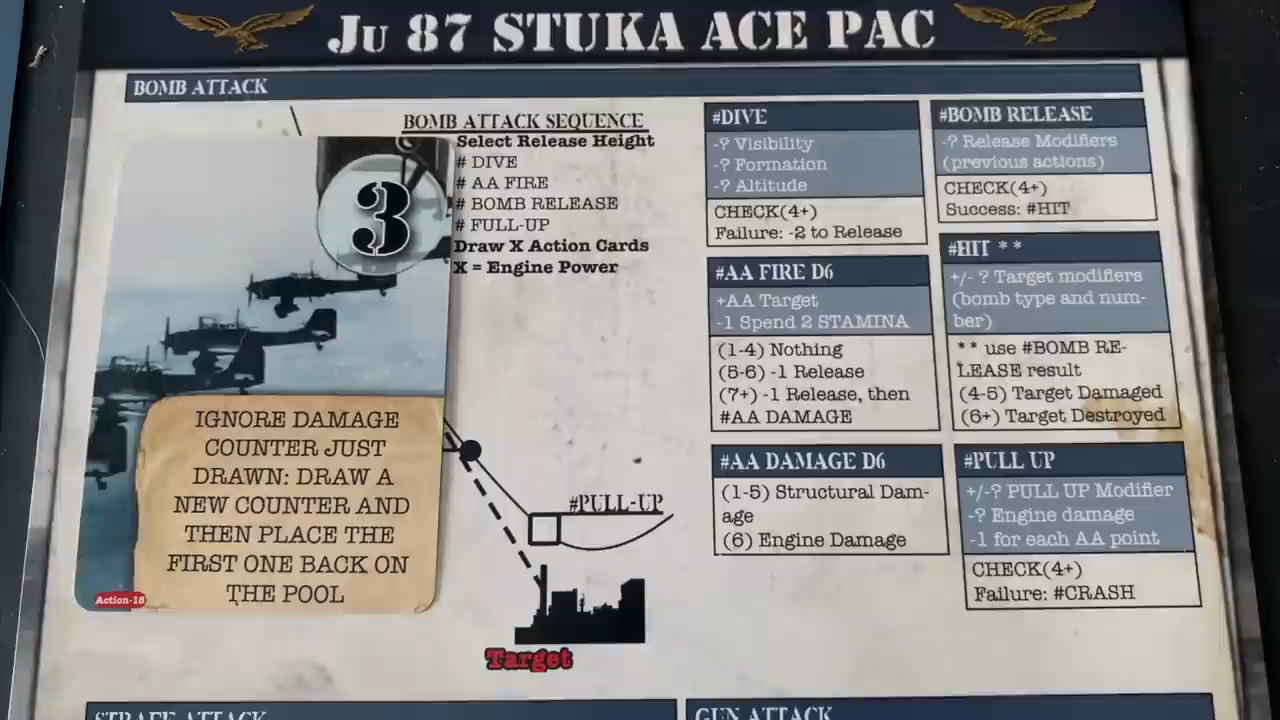 Ju 87 STUKA ACE PAC
BOMB ATTACK
BOMB ATTACK SEQUENCE
Select Release Height
# DIVE
# AA FIRE
# BOMB RELEASE
# FULL-UP
Draw X Action Cards
X = Engine Power
3
IGNORE DAMAGE
COUNTER JUST
DRAWN: DRAW A
NEW COUNTER AND
THEN PLACE THE
FIRST ONE BACK ON
THE POOL
Action-18
#PULL-UP
Target
#DIVE
-? Visibility
-? Formation
-? Altitude
CHECK(4+)
Failure: -2 to Release
#AA FIRE D6
+AA Target
-1 Spend 2 STAMINA
(1-4) Nothing
(5-6) -1 Release
(7+) -1 Release, then
#AA DAMAGE
#AA DAMAGE D6
(1-5) Structural Dam-
age
(6) Engine Damage
#BOMB RELEASE
-? Release Modifiers
(previous actions)
CHECK(4+)
Success: #HIT
#HIT * *
+/- ? Target modifiers
(bomb type and num-
ber)
* * use #BOMB RE-
LEASE result
(4-5) Target Damaged
(6+) Target Destroyed
#PULL UP
+/-? PULL UP Modifier
-? Engine damage
-1 for each AA point
CHECK(4+)
Failure: #CRASH
STRAFE ATTACK
GUN ATTACK